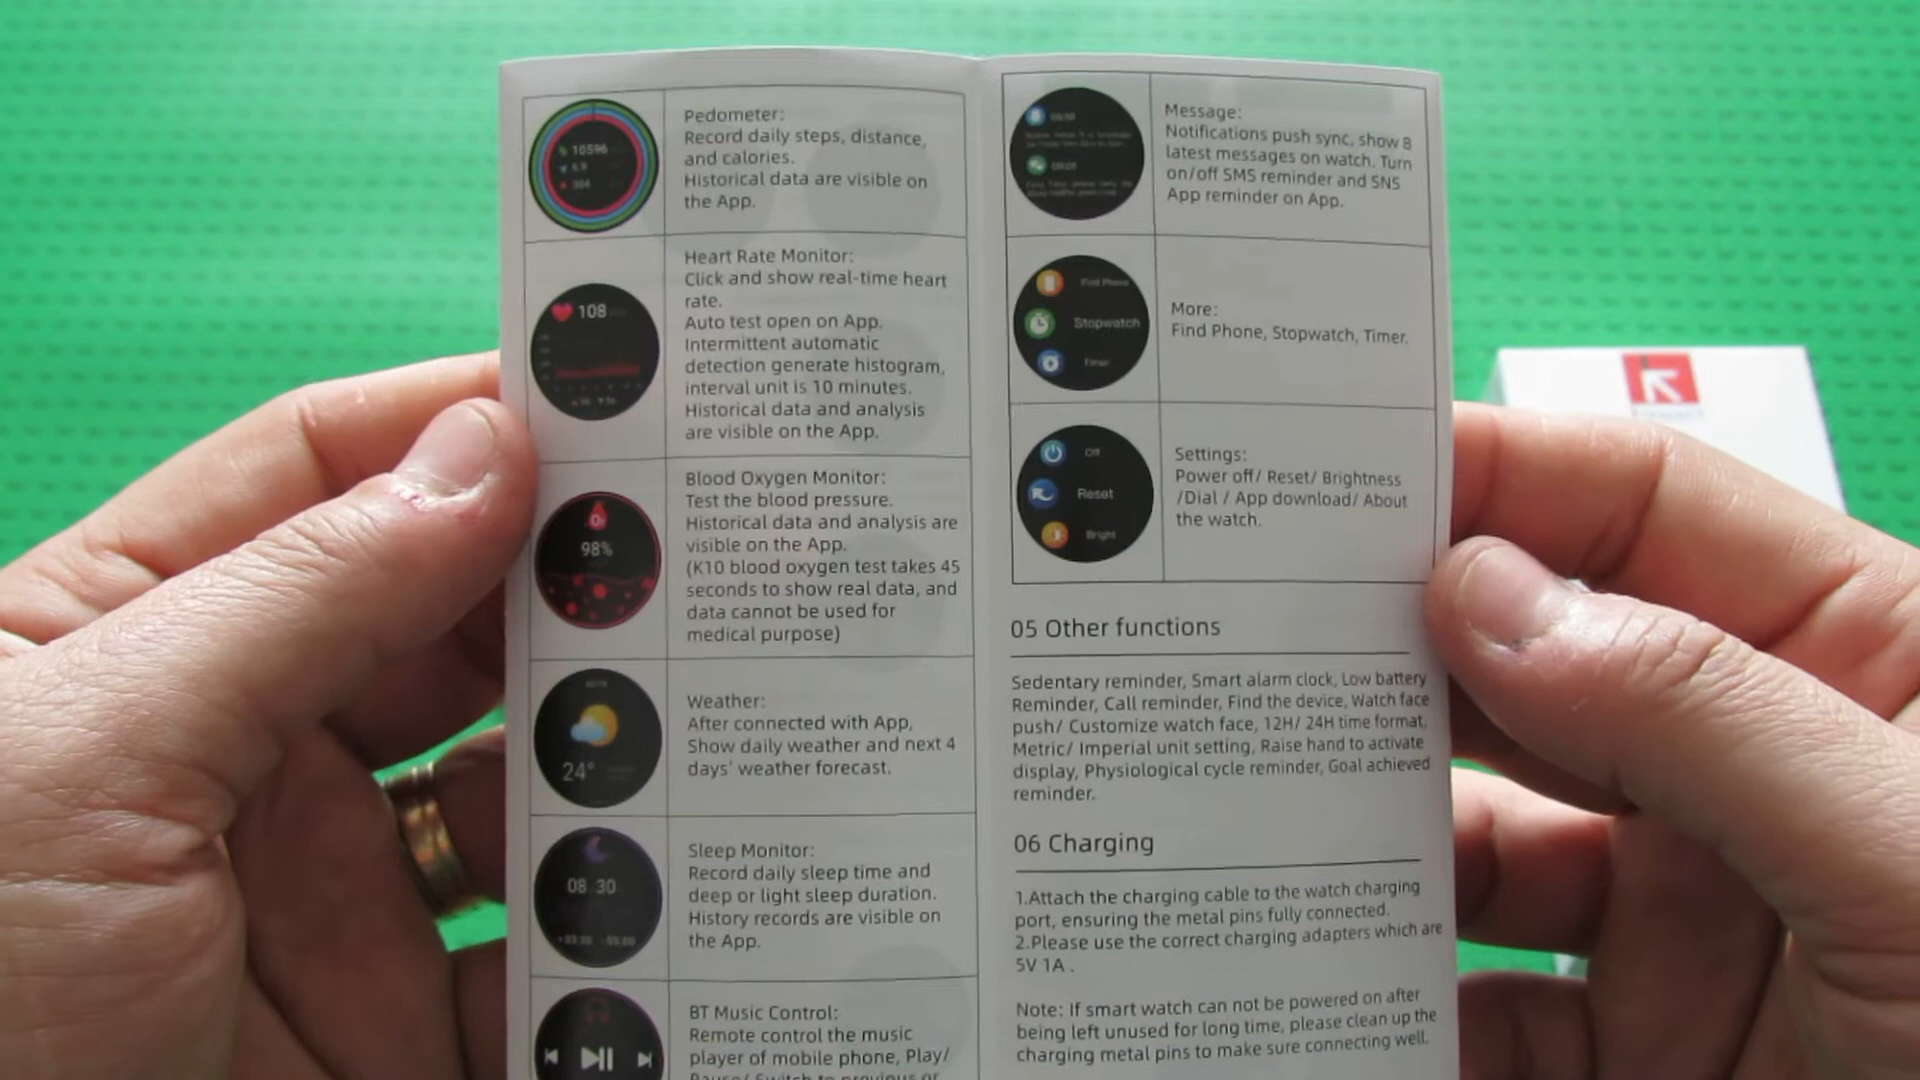 10596
6.9
304
Pedometer:
Record daily steps, distance,
and calories.
Historical data are visible on
the App.
108
Heart Rate Monitor:
Click and show real-time heart
rate.
Auto test open on App.
Intermittent automatic
detection generate histogram,
interval unit is 10 minutes.
Historical data and analysis
are visible on the App.
98%
Blood Oxygen Monitor:
Test the blood pressure.
Historical data and analysis are
visible on the App.
(K10 blood oxygen test takes 45
seconds to show real data, and
data cannot be used for
medical purpose)
24°
Weather:
After connected with App,
Show daily weather and next 4
days' weather forecast.
08 30
Sleep Monitor:
Record daily sleep time and
deep or light sleep duration.
History records are visible on
the App.
BT Music Control:
Remote control the music
player of mobile phone, Play/
Pause/ Switch to previous or
Message:
Notifications push sync, show 8
latest messages on watch. Turn
on/off SMS reminder and SNS
App reminder on App.
Find Phone
Stopwatch
Timer
More:
Find Phone, Stopwatch, Timer.
Off
Reset
Bright
Settings:
Power off/ Reset/ Brightness
/Dial / App download/ About
the watch.
05 Other functions
Sedentary reminder, Smart alarm clock, Low battery
Reminder, Call reminder, Find the device, Watch face
push/ Customize watch face, 12H/ 24H time format,
Metric/ Imperial unit setting, Raise hand to activate
display, Physiological cycle reminder, Goal achieved
reminder.
06 Charging
1.Attach the charging cable to the watch charging
port, ensuring the metal pins fully connected.
2.Please use the correct charging adapters which are
5V 1A .
Note: If smart watch can not be powered on after
being left unused for long time, please clean up the
charging metal pins to make sure connecting well.